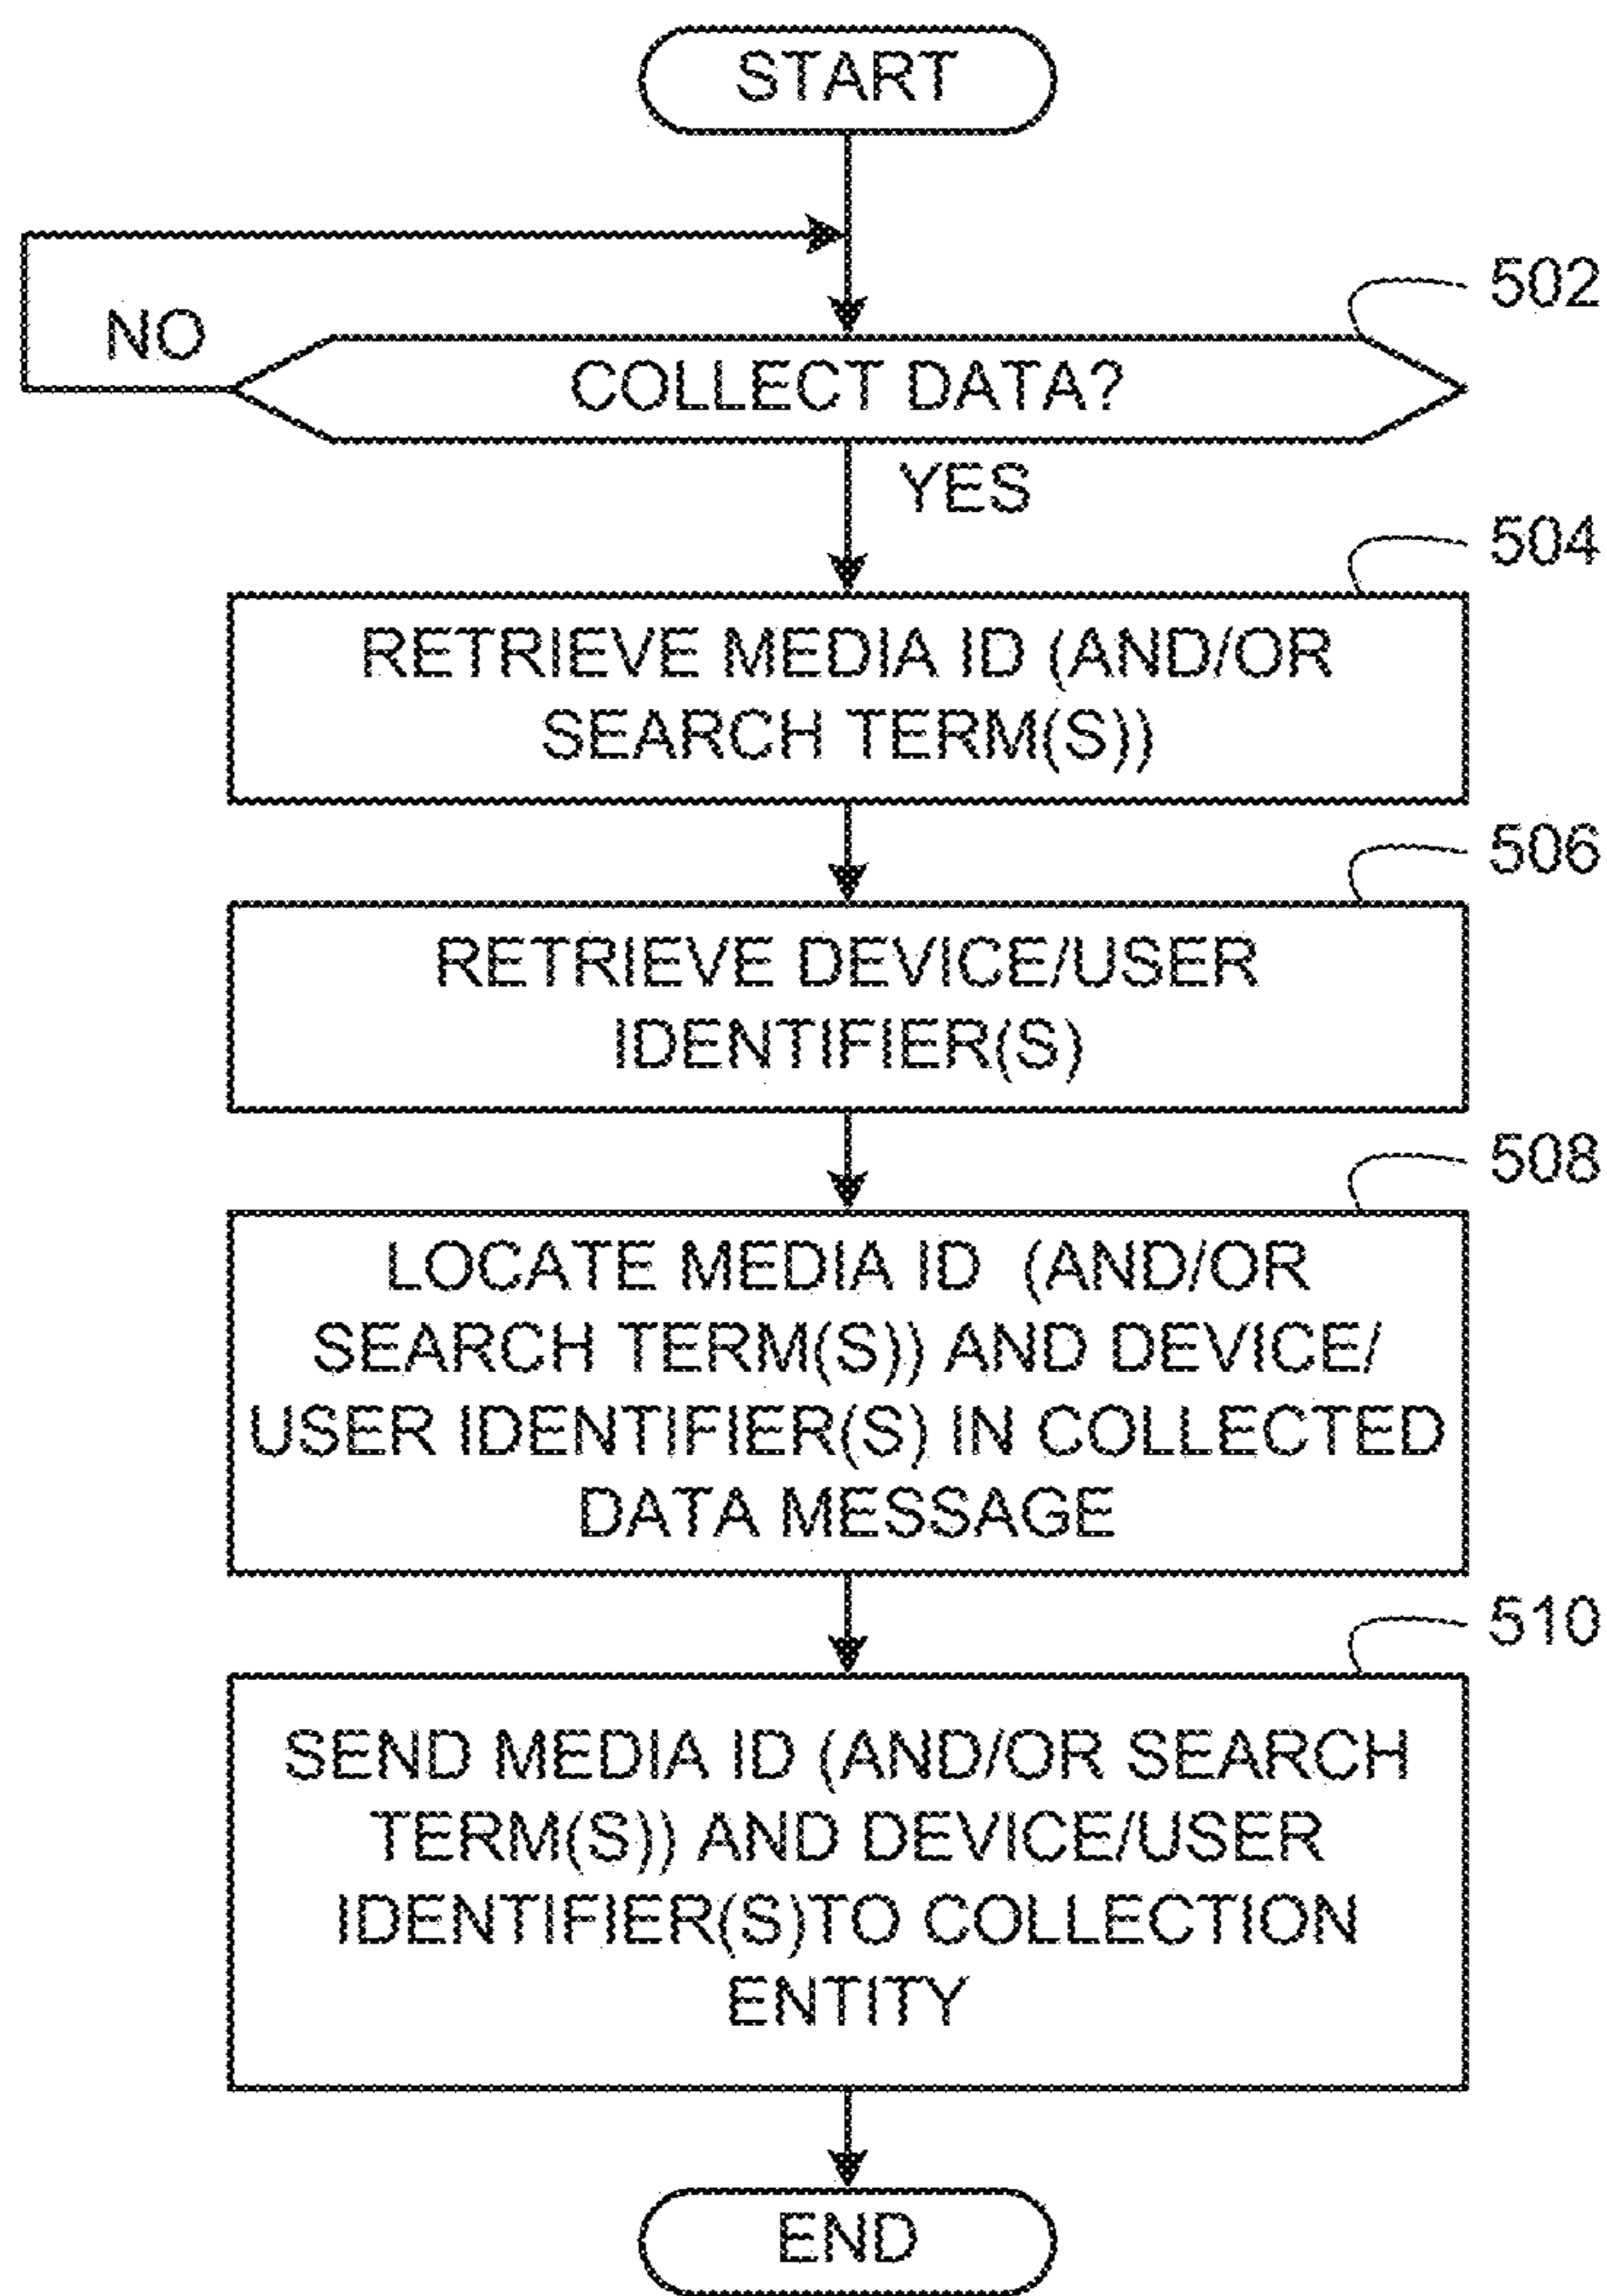 START
502
NO
COLLECT DATA?
YES
504
RETRIEVE MEDIA ID (AND/OR
SEARCH TERM(S))
506
RETRIEVE DEVICE/USER
IDENTIFIER(S)
508
LOCATE MEDIA ID (AND/OR
SEARCH TERM(S)) AND DEVICE/
USER IDENTIFIER(S) IN COLLECTED
DATA MESSAGE
510
SEND MEDIA ID (AND/OR SEARCH
TERM(S)) AND DEVICE/USER
IDENTIFIER(S)TO COLLECTION
ENTITY
END